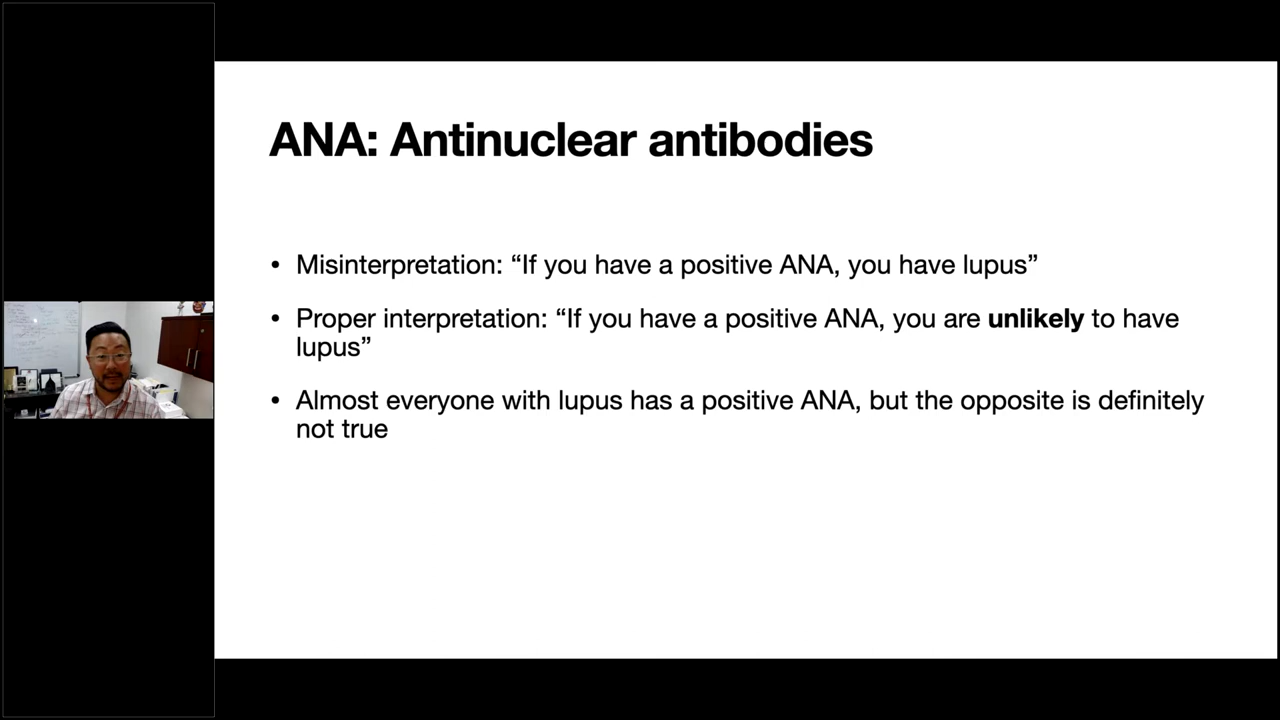 ANA: Antinuclear antibodies
• Misinterpretation: “If you have a positive ANA, you have lupus”
• Proper interpretation: “If you have a positive ANA, you are unlikely to have
lupus”
• Almost everyone with lupus has a positive ANA, but the opposite is definitely
not true